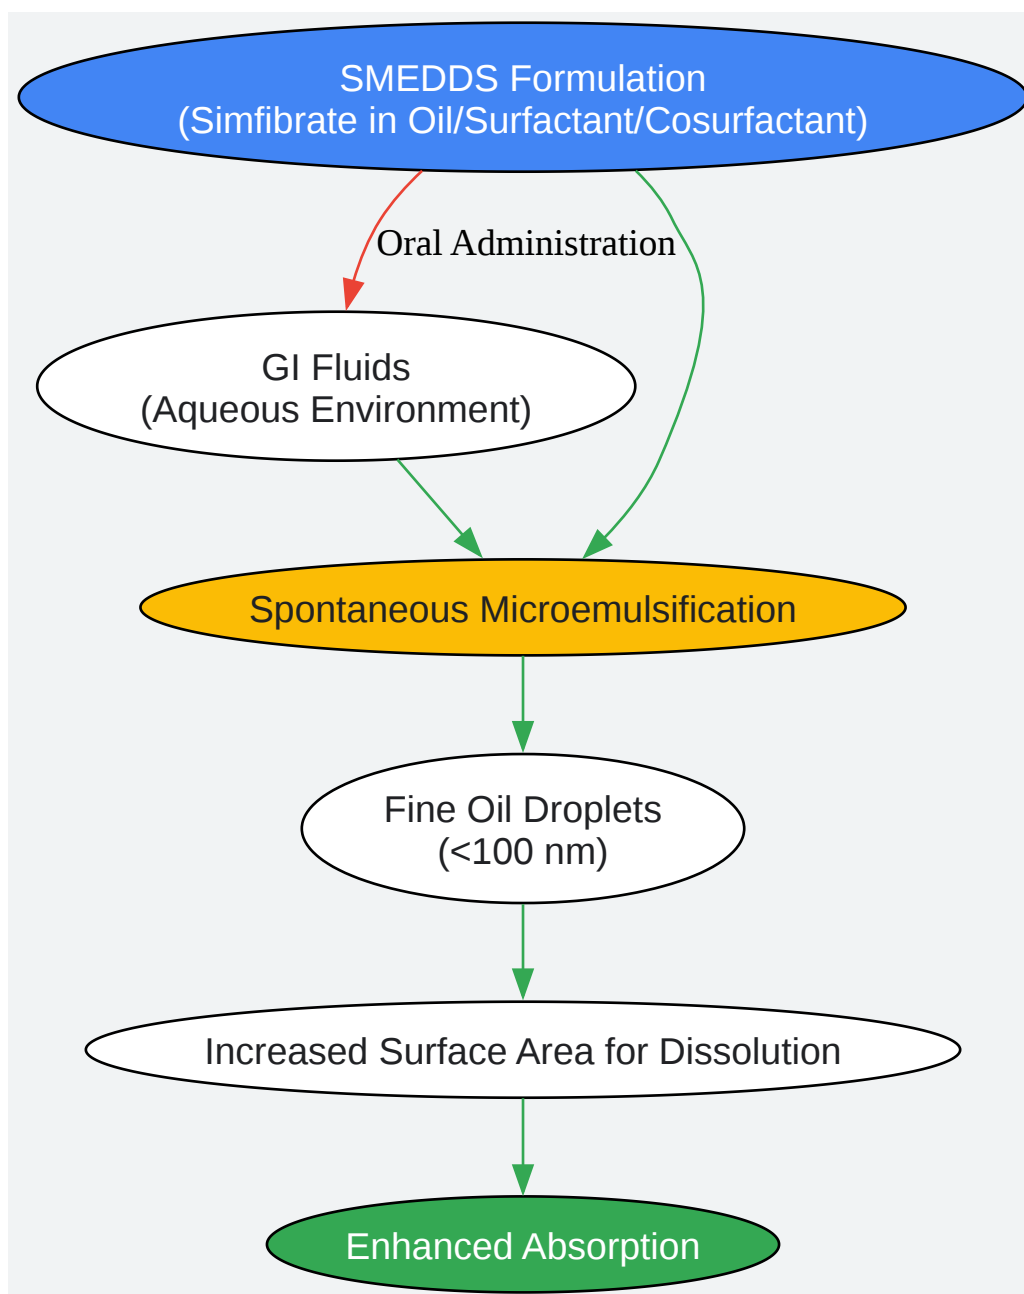 SMEDDS Formulation
(Simfibrate in Oil/Surfactant/Cosurfactant)
Oral Administration
GI Fluids
(Aqueous Environment)
Spontaneous Microemulsification
Fine Oil Droplets
(<100 nm)
Increased Surface Area for Dissolution
Enhanced Absorption